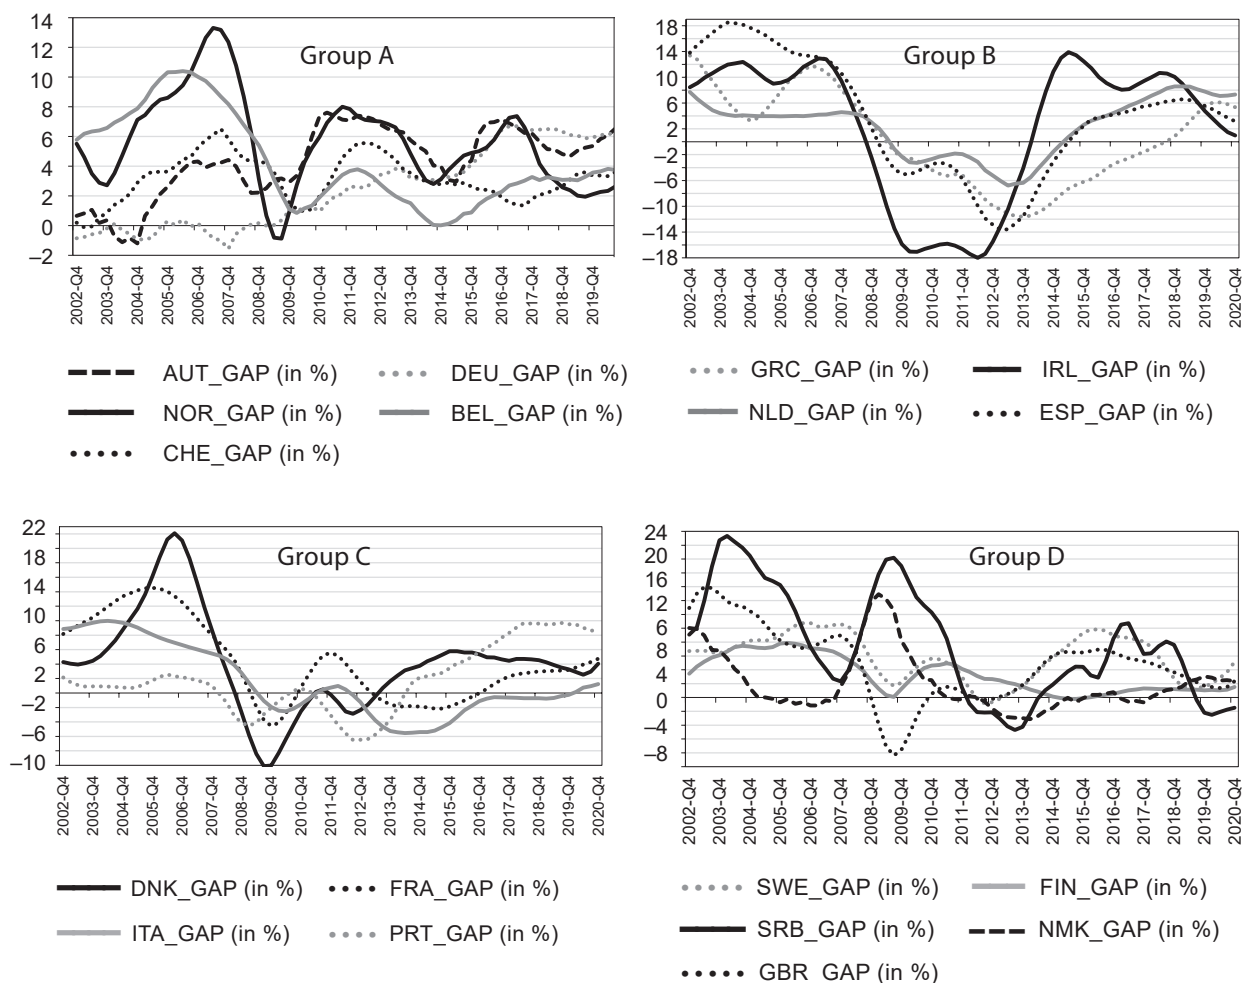 Group A
14
12
10
8
6
4
2
0
–2
2002-Q4
2003-Q4
2004-Q4
2005-Q4
2006-Q4
2007-Q4
2008-Q4
2009-Q4
2010-Q4
2011-Q4
2012-Q4
2013-Q4
2014-Q4
2015-Q4
2016-Q4
2017-Q4
2018-Q4
2019-Q4
AUT_GAP (in %) DEU_GAP (in %)
NOR_GAP (in %) BEL_GAP (in %)
CHE_GAP (in %)
Group B
18
14
10
6
2
–2
–6
–10
–14
–18
2002-Q4
2003-Q4
2004-Q4
2005-Q4
2006-Q4
2007-Q4
2008-Q4
2009-Q4
2010-Q4
2011-Q4
2012-Q4
2013-Q4
2014-Q4
2015-Q4
2016-Q4
2017-Q4
2018-Q4
2019-Q4
2020-Q4
GRC_GAP (in %) IRL_GAP (in %)
NLD_GAP (in %) ESP_GAP (in %)
Group C
22
18
14
10
6
2
–2
–6
–10
2002-Q4
2003-Q4
2004-Q4
2005-Q4
2006-Q4
2007-Q4
2008-Q4
2009-Q4
2010-Q4
2011-Q4
2012-Q4
2013-Q4
2014-Q4
2015-Q4
2016-Q4
2017-Q4
2018-Q4
2019-Q4
2020-Q4
DNK_GAP (in %) FRA_GAP (in %)
ITA_GAP (in %) PRT_GAP (in %)
Group D
24
20
16
12
6
8
4
0
–4
–8
2002-Q4
2003-Q4
2004-Q4
2005-Q4
2006-Q4
2007-Q4
2008-Q4
2009-Q4
2010-Q4
2011-Q4
2012-Q4
2013-Q4
2014-Q4
2015-Q4
2016-Q4
2017-Q4
2018-Q4
2019-Q4
2020-Q4
SWE_GAP (in %) FIN_GAP (in %)
SRB_GAP (in %) NMK_GAP (in %)
GBR GAP (in %)